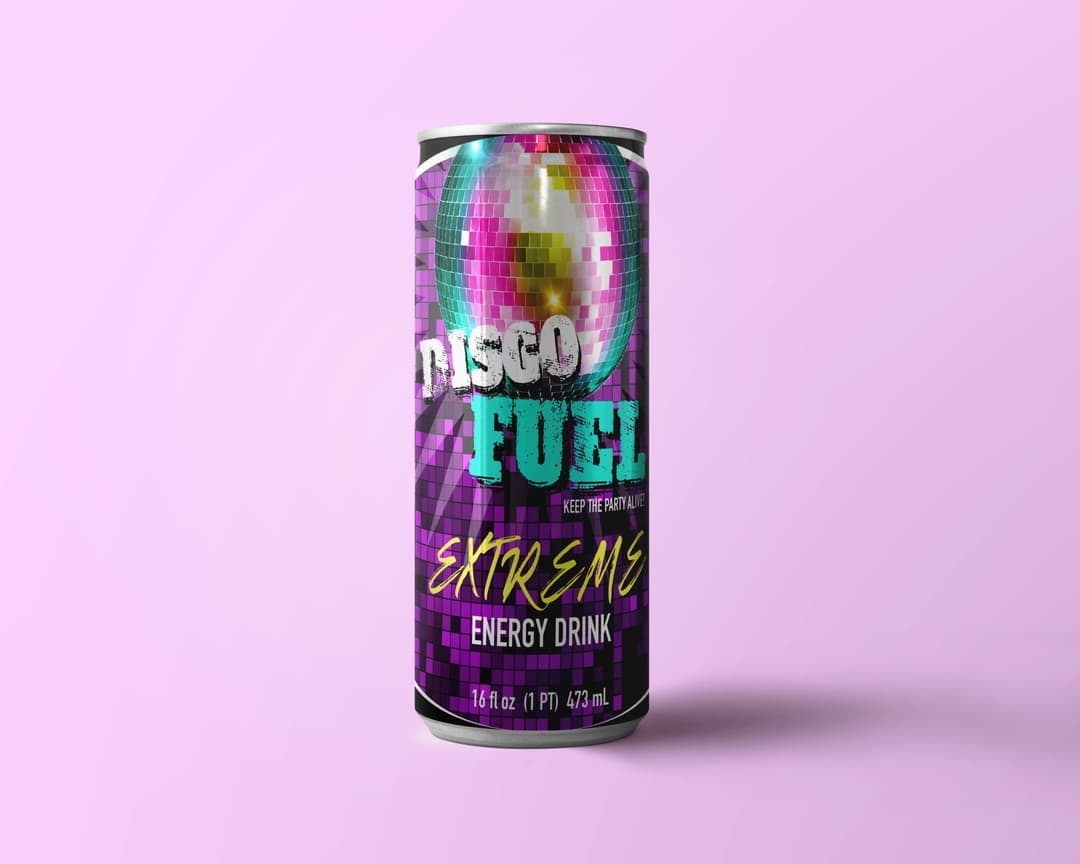 DISCO
FUEL
KEEP THE PARTY ALIVE!
EXTREME
ENERGY DRINK
16 fl oz (1 PT) 473 mL